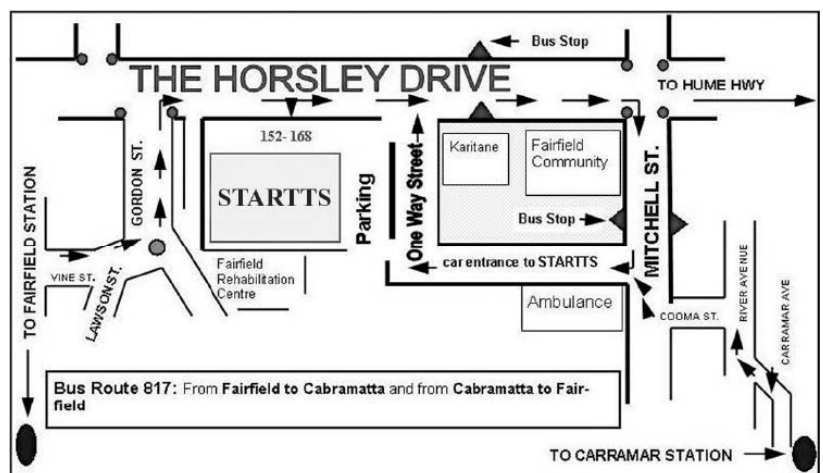 Bus Stop
THE HORSLEY DRIVE
TO HUME HWY
152-168
STARTTS
Parking
One Way Street
Karitane
Fairfield
Community
Bus Stop
MITCHELL ST.
GORDON ST.
TO FAIRFIELD STATION
VINE ST.
LAWSON ST.
Fairfield
Rehabilitation
Centre
car entrance to STARTTS
Ambulance
COOMA ST.
RIVER AVENUE
CARRAMAR AVE
Bus Route 817: From Fairfield to Cabramatta and from Cabramatta to Fair-
field
TO CARRAMAR STATION